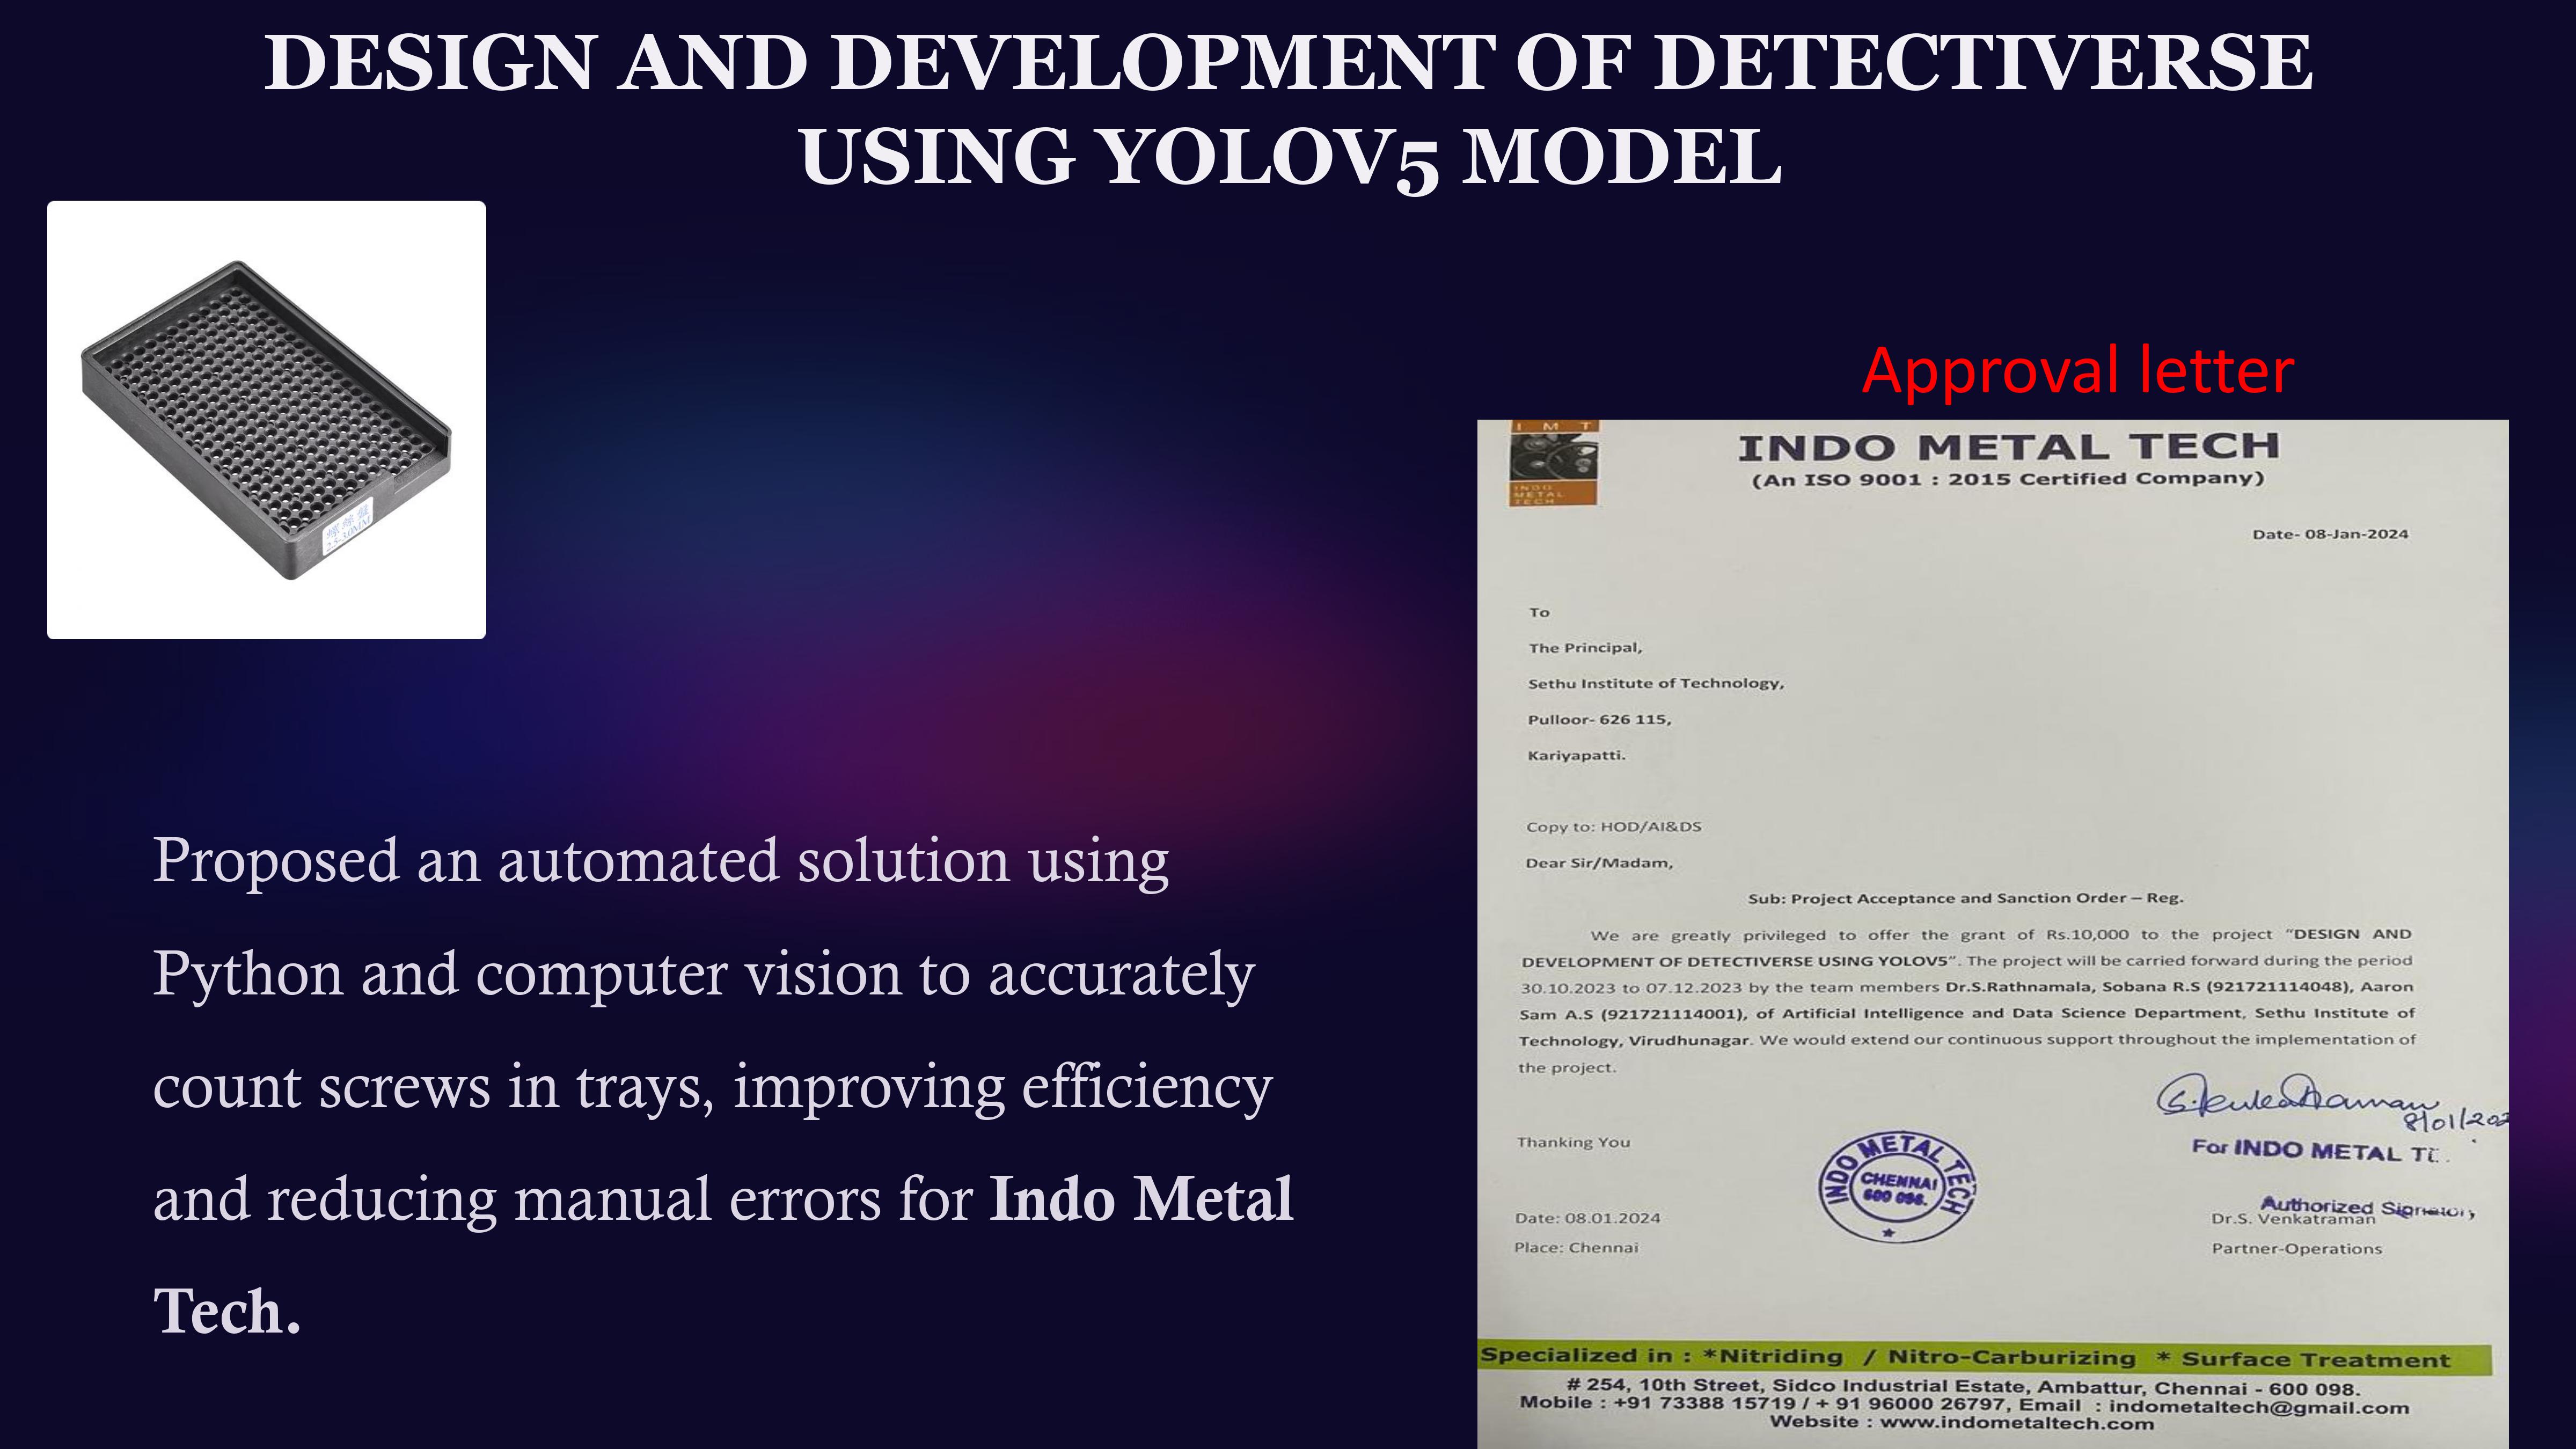 DESIGN AND DEVELOPMENT OF DETECTIVERSE
USING YOLOV5 MODEL
2.5-3.0MM
Proposed an automated solution using
Python and computer vision to accurately
count screws in trays, improving efficiency
and reducing manual errors for Indo Metal
Tech.
Approval letter
I M T
INDO
METAL
TECH
INDO METAL TECH
(An ISO 9001 : 2015 Certified Company)
Date- 08-Jan-2024
To
The Principal,
Sethu Institute of Technology,
Pulloor- 626 115,
Kariyapatti.
Copy to: HOD/AI&DS
Dear Sir/Madam,
Sub: Project Acceptance and Sanction Order – Reg.
We are greatly privileged to offer the grant of Rs.10,000 to the project “DESIGN AND
DEVELOPMENT OF DETECTIVERSE USING YOLOV5”. The project will be carried forward during the period
30.10.2023 to 07.12.2023 by the team members Dr.S.Rathnamala, Sobana R.S (921721114048), Aaron
Sam A.S (921721114001), of Artificial Intelligence and Data Science Department, Sethu Institute of
Technology, Virudhunagar. We would extend our continuous support throughout the implementation of
the project.
8/01/202
Thanking You
INDO METAL TECH
CHENNAI
600 098.
For INDO METAL
Authorized Signatory
Date: 08.01.2024
Dr.S. Venkatraman
Place: Chennai
Partner-Operations
Specialized in : *Nitriding / Nitro-Carburizing * Surface Treatment
# 254, 10th Street, Sidco Industrial Estate, Ambattur, Chennai - 600 098.
Mobile : +91 73388 15719 / + 91 96000 26797, Email : indometaltech@gmail.com
Website : www.indometaltech.com